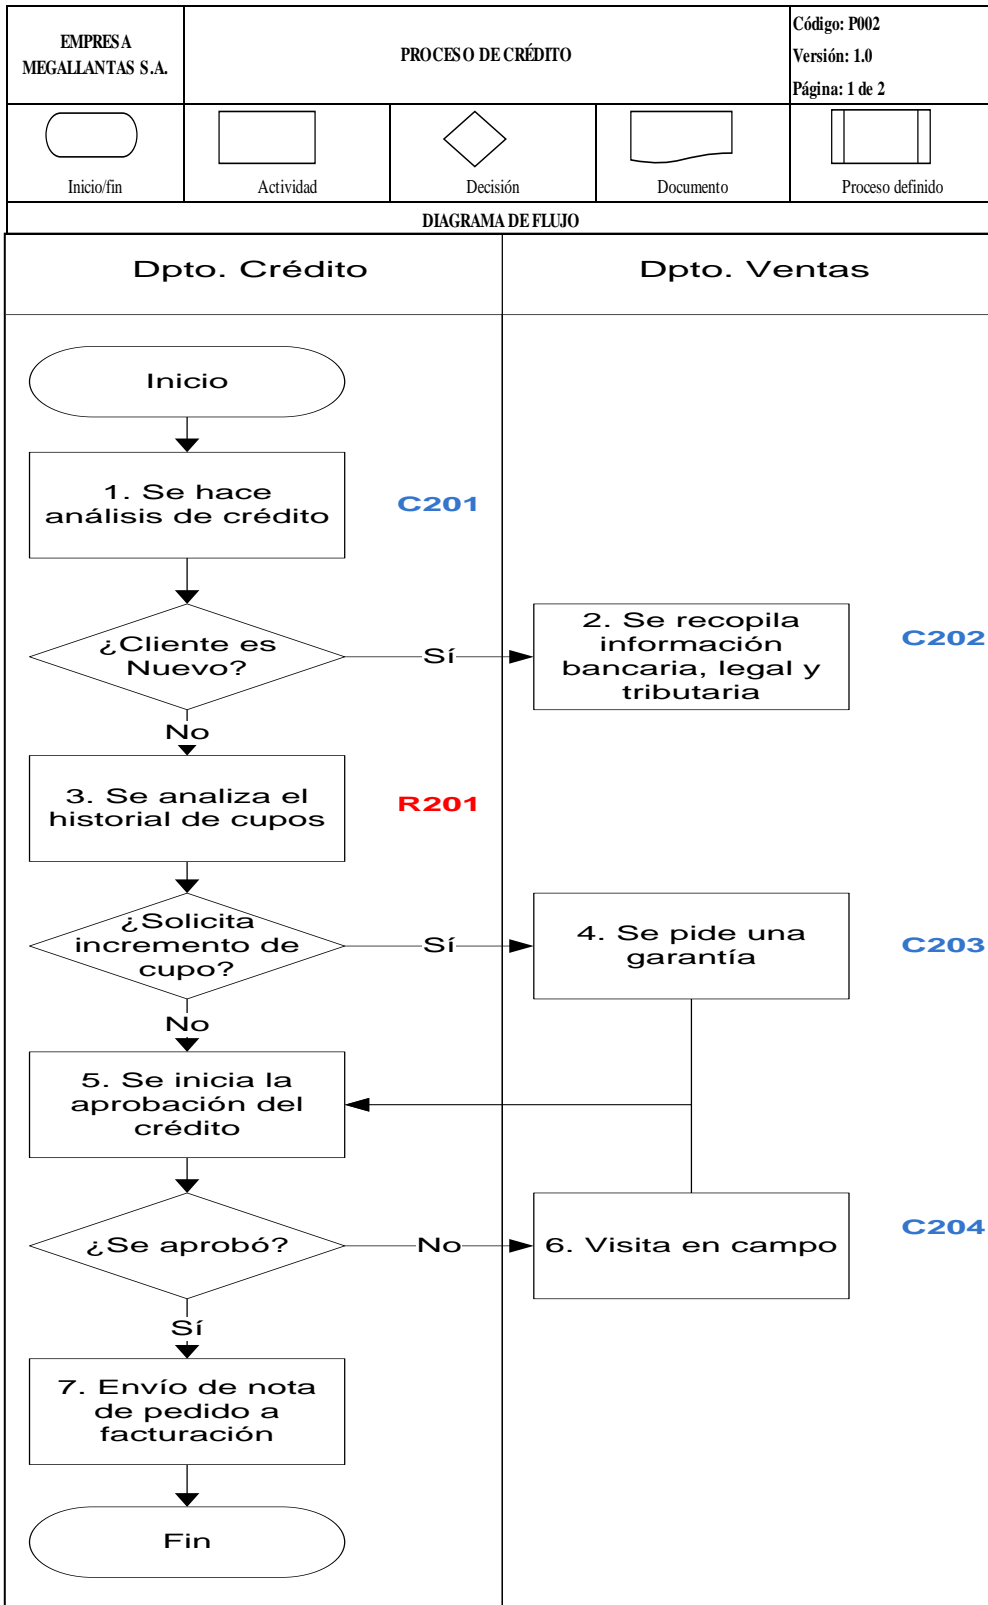 EMPRESA
MEGALLANTAS S.A.
PROCESO DE CRÉDITO
Código: P002
Versión: 1.0
Página: 1 de 2
Inicio/fin
Actividad
Decisión
Documento
Proceso definido
DIAGRAMA DE FLUJO
Dpto. Crédito
Dpto. Ventas
Inicio
1. Se hace
análisis de crédito
C201
¿Cliente es
Nuevo?
Sí
2. Se recopila
información
bancaria, legal y
tributaria
C202
No
3. Se analiza el
historial de cupos
R201
¿Solicita
incremento de
cupo?
Sí
4. Se pide una
garantía
C203
No
5. Se inicia la
aprobación del
crédito
¿Se aprobó?
No
6. Visita en campo
C204
Sí
7. Envío de nota
de pedido a
facturación
Fin